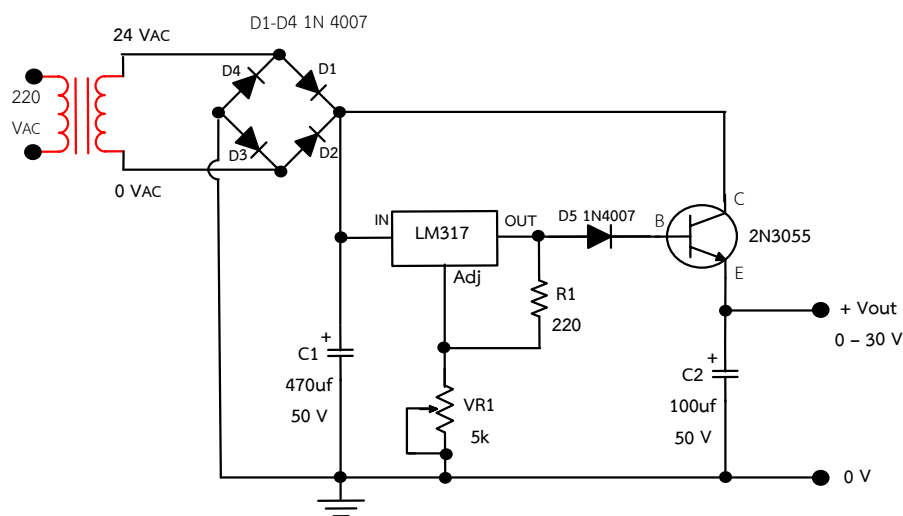 D1-D4 1N 4007
24 VAC
D4
D1
220
VAC
D3
D2
0 VAC
C
IN
LM317
OUT
D5 1N4007
B
2N3055
Adj
E
R1
220
+ Vout
0 – 30 V
+
C1
470uf
50 V
VR1
5k
+
C2
100uf
50 V
0 V